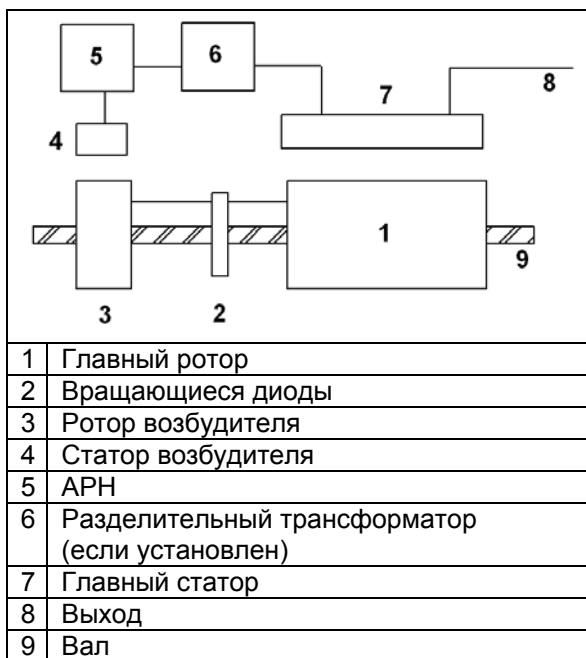 5
6
7
8
4
1
9
3
2
1 Главный ротор
2 Вращающиеся диоды
3 Ротор возбудителя
4 Статор возбудителя
5 АРН
6 Разделительный трансформатор
(если установлен)
7 Главный статор
8 Выход
9 Вал